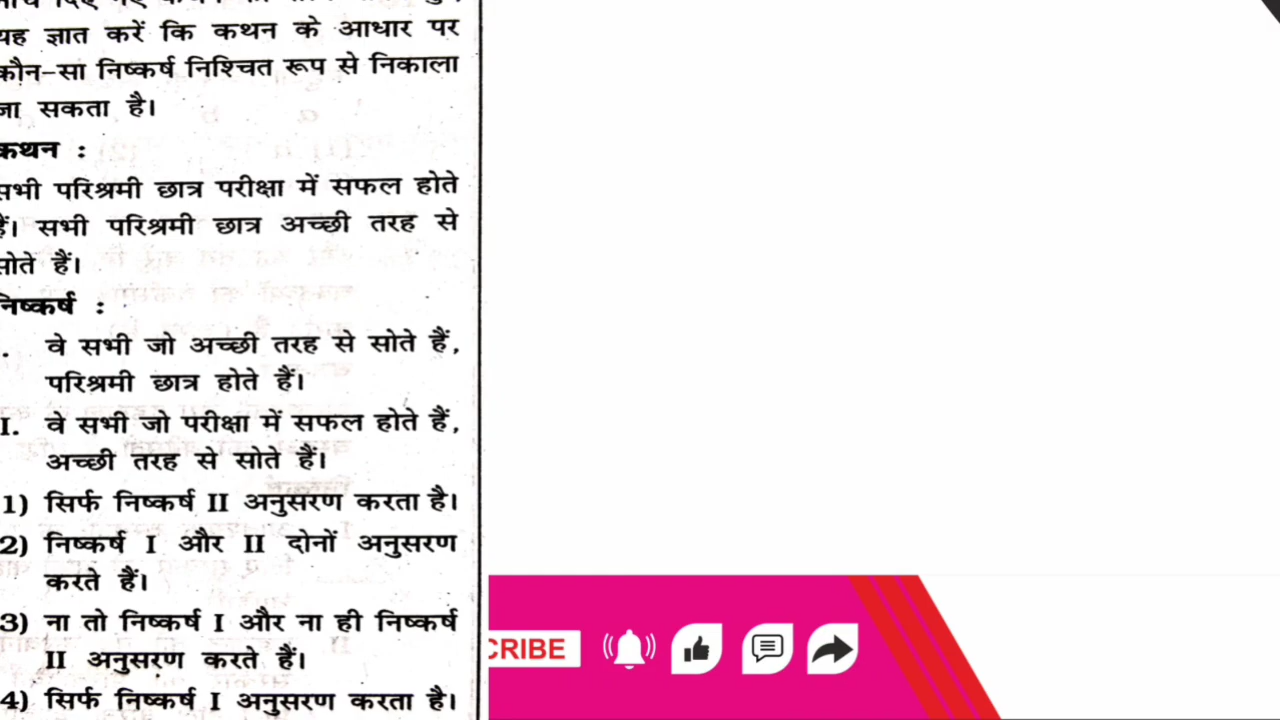 यह ज्ञात करें कि कथन के आधार पर
कौन-सा निष्कर्ष निश्चित रूप से निकाला
जा सकता है।
कथन :
सभी परिश्रमी छात्र परीक्षा में सफल होते
हैं। सभी परिश्रमी छात्र अच्छी तरह से
सोते हैं।
निष्कर्ष :
. वे सभी जो अच्छी तरह से सोते हैं,
परिश्रमी छात्र होते हैं।
I. वे सभी जो परीक्षा में सफल होते हैं,
अच्छी तरह से सोते हैं।
1) सिर्फ निष्कर्ष II अनुसरण करता है।
2) निष्कर्ष I और II दोनों अनुसरण
करते हैं।
3) ना तो निष्कर्ष I और ना ही निष्कर्ष
II अनुसरण करते हैं।
4) सिर्फ निष्कर्ष I अनुसरण करता है।
CRIBE